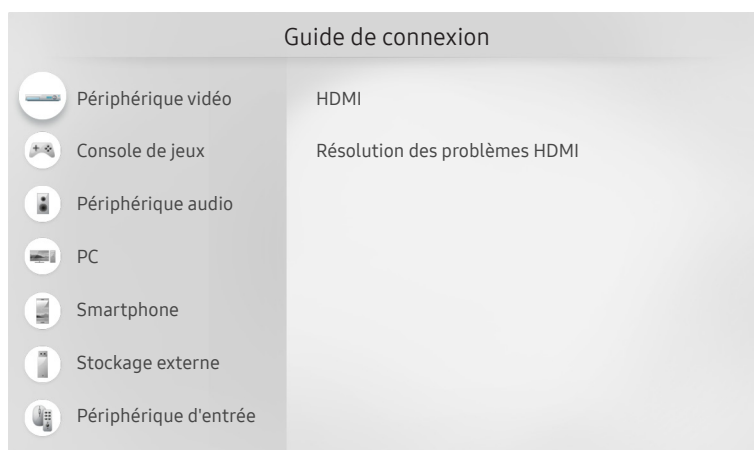 Guide de connexion
Périphérique vidéo
Console de jeux
Périphérique audio
PC
Smartphone
Stockage externe
Périphérique d'entrée
HDMI
Résolution des problèmes HDMI